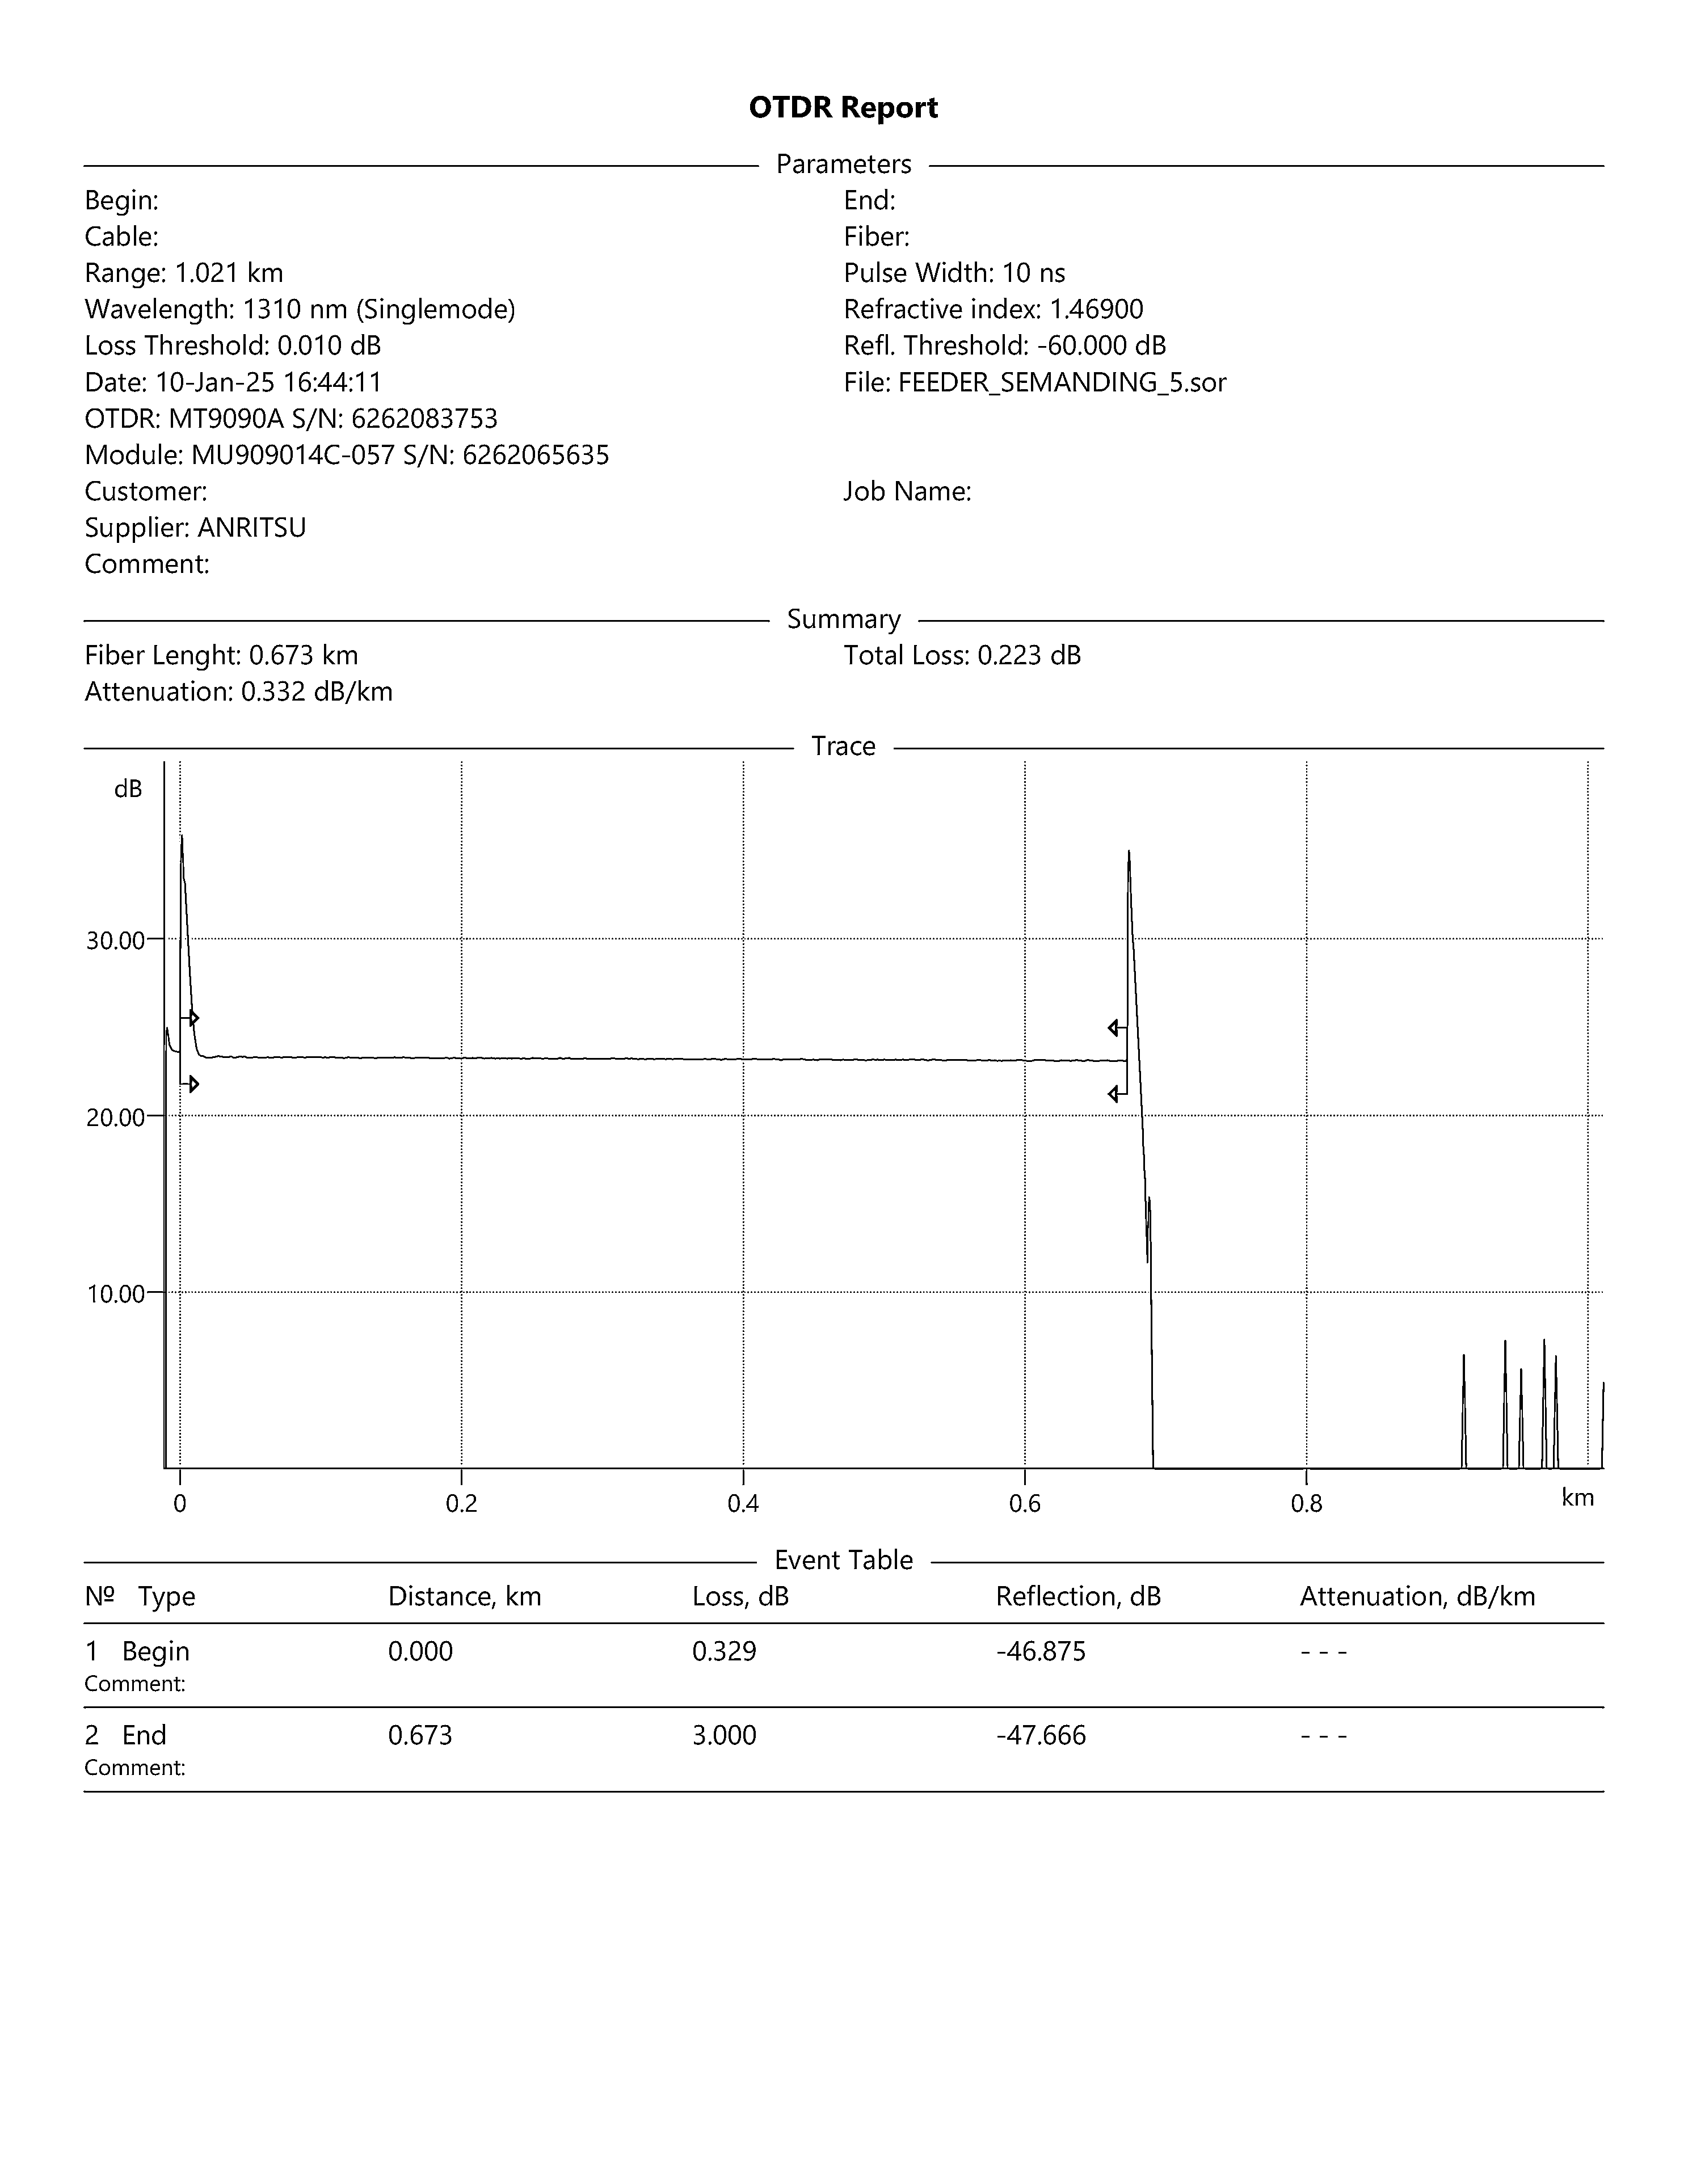 OTDR Report
Parameters
Begin: End:
Cable: Fiber:
Range: 1.021 km Pulse Width: 10 ns
Wavelength: 1310 nm (Singlemode) Refractive index: 1.46900
Loss Threshold: 0.010 dB Refl. Threshold: -60.000 dB
Date: 10-Jan-25 16:44:11 File: FEEDER_SEMANDING_5.sor
OTDR: MT9090A S/N: 6262083753
Module: MU909014C-057 S/N: 6262065635
Customer: Job Name:
Supplier: ANRITSU
Comment:
Summary
Fiber Lenght: 0.673 km Total Loss: 0.223 dB
Attenuation: 0.332 dB/km
Trace
dB
30.00
20.00
10.00
0 0.2 0.4 0.6 0.8 km
Event Table
Nº Type Distance, km Loss, dB Reflection, dB Attenuation, dB/km
1 Begin 0.000 0.329 -46.875 - - -
Comment:
2 End 0.673 3.000 -47.666 - - -
Comment: